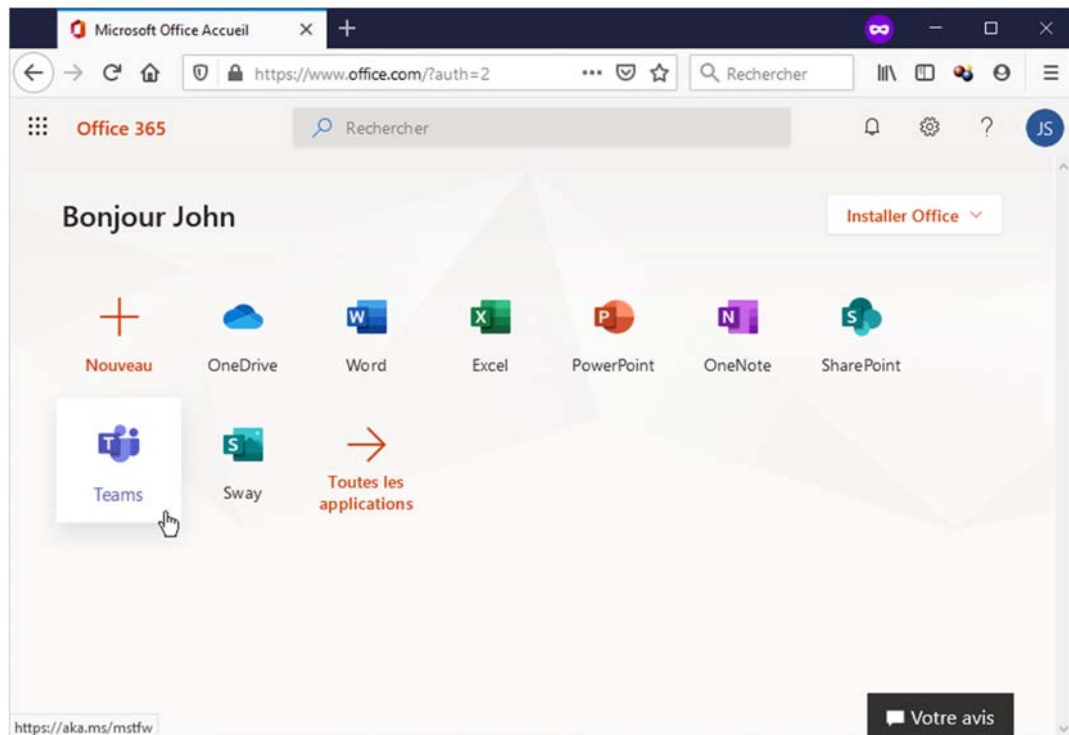 Microsoft Office Accueil
https://www.office.com/?auth=2
Rechercher
Office 365
Rechercher
?
JS
Bonjour John
Installer Office
W
X
P
N
S
Nouveau
OneDrive
Word
Excel
PowerPoint
OneNote
SharePoint
T
S
Teams
Sway
Toutes les
applications
Votre avis
https://aka.ms/mstfw